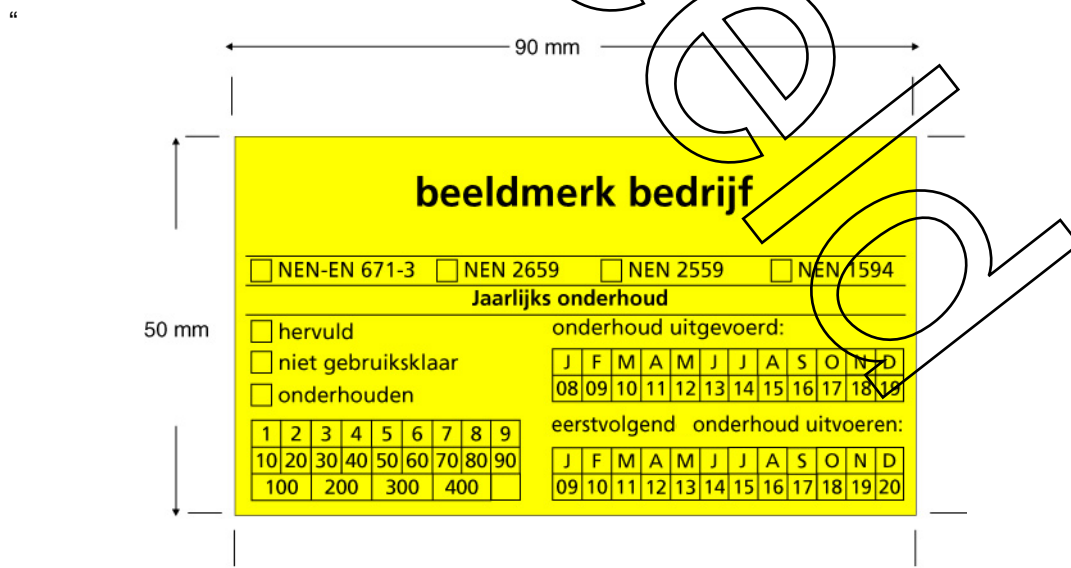 “
90 mm
beeldmerk bedrijf
NEN-EN 671-3 NEN 2659 NEN 2559 NEN 1594
Jaarlijks onderhoud
50 mm
hervuld
niet gebruiksklaar
onderhouden
1 2 3 4 5 6 7 8 9
10 20 30 40 50 60 70 80 90
100 200 300 400
onderhoud uitgevoerd:
J F M A M J J A S O N D
08 09 10 11 12 13 14 15 16 17 18 19
eerstvolgend onderhoud uitvoeren:
J F M A M J J A S O N D
09 10 11 12 13 14 15 16 17 18 19 20